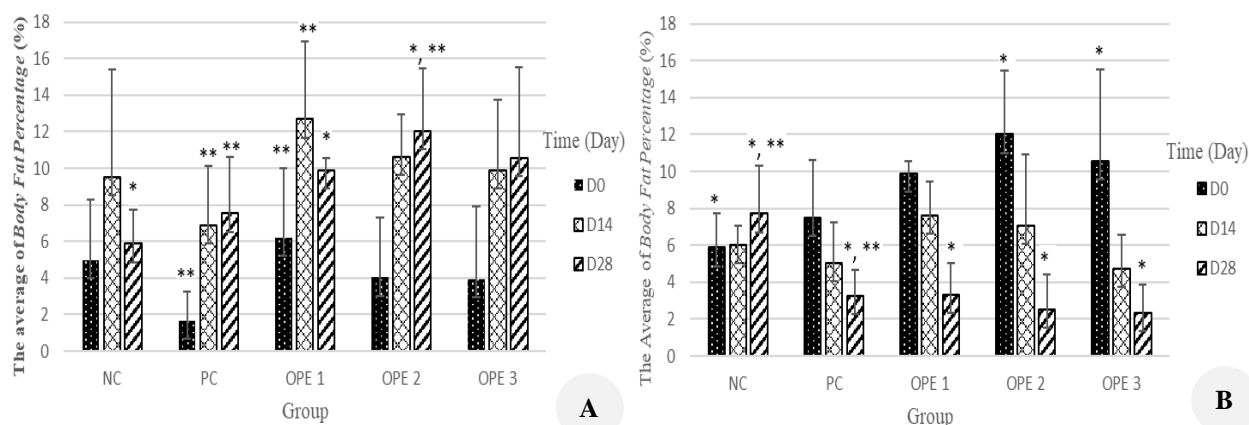 The average of Body Fat Percentage (%)
18
16
14
12
10
8
6
4
2
0
*
**
**
**
**
**
*
*, **
NC
PC
OPE 1
OPE 2
OPE 3
Group
Time (Day)
D0
D14
D28
A
The Average of Body Fat Percentage (%)
18
16
14
12
10
8
6
4
2
0
*
*, **
*, **
*
*
*
*
*
NC
PC
OPE 1
OPE 2
OPE 3
Group
Time (Day)
D0
D14
D28
B